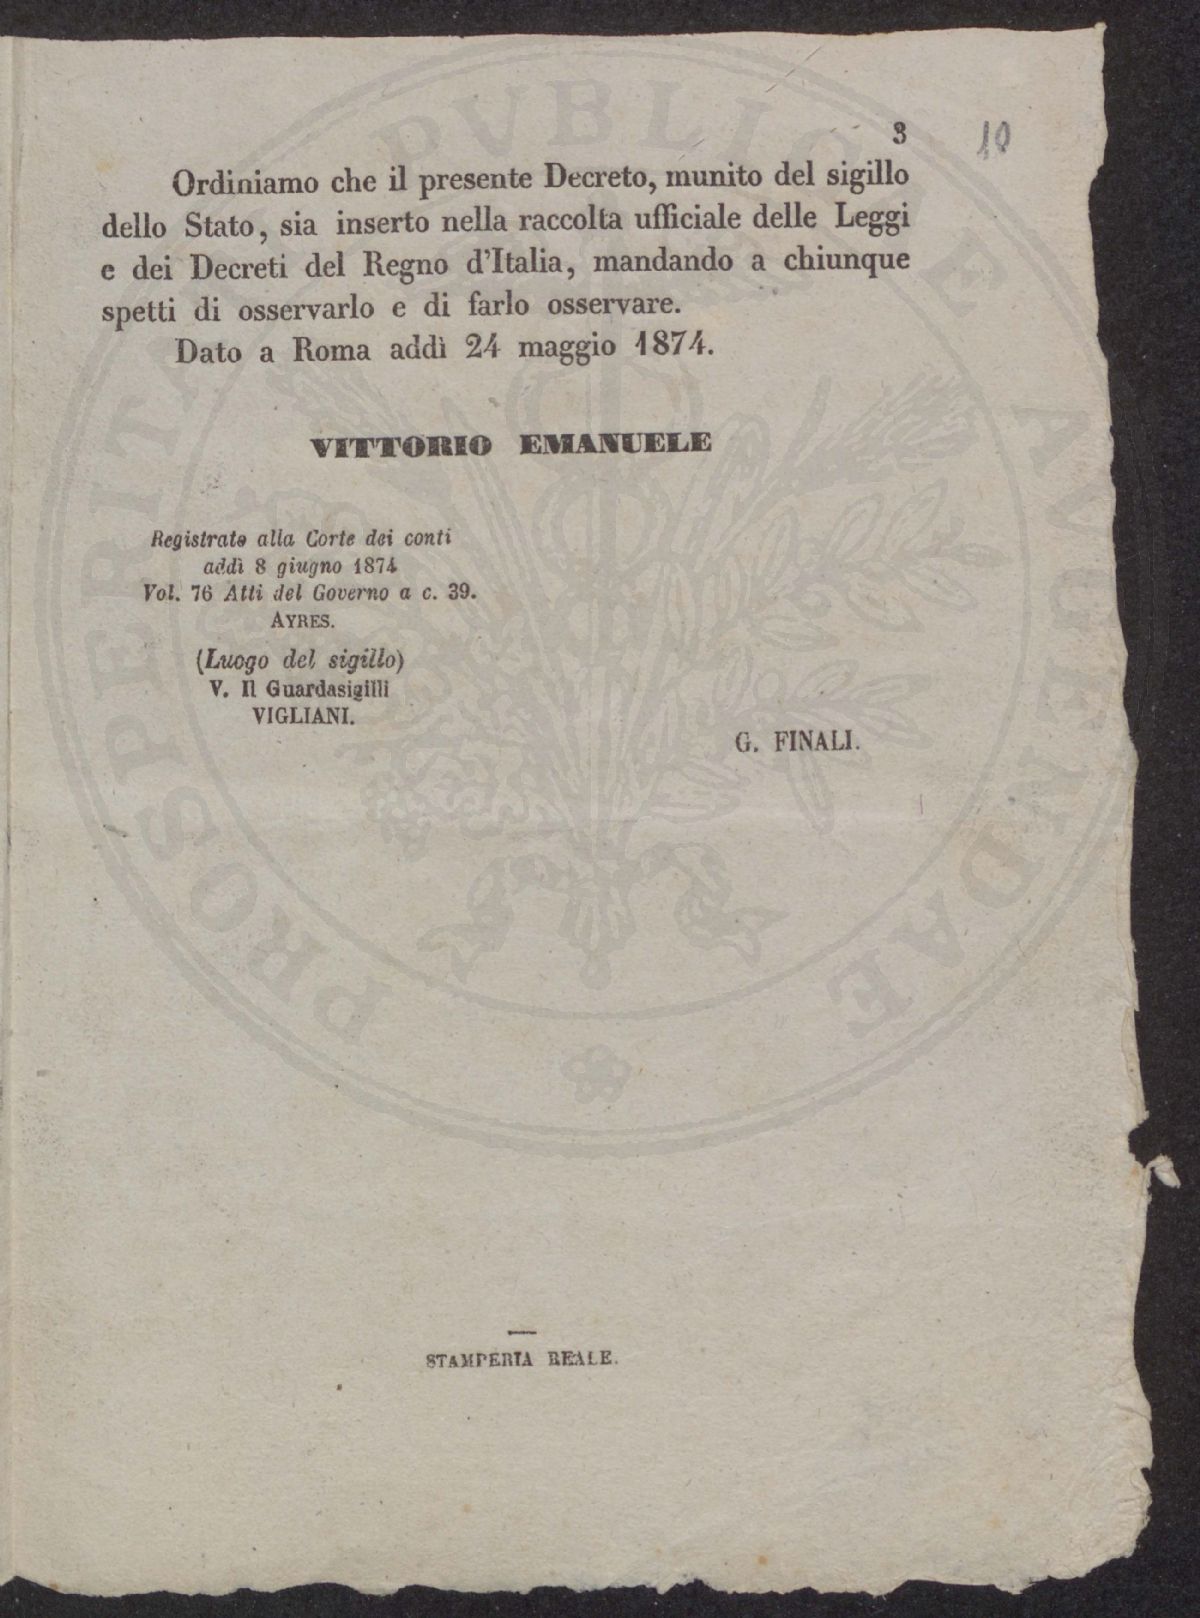 3
10
Ordiniamo che il presente Decreto, munito del sigillo
dello Stato, sia inserto nella raccolta ufficiale delle Leggi
e dei Decreti del Regno d'Italia, mandando a chiunque
spetti di osservarlo e di farlo osservare.
Dato a Roma addì 24 maggio 1874.
VITTORIO EMANUELE
Registrato alla Corte dei conti
addì 8 giugno 1874
Vol. 76 Atti del Governo a c. 39.
AYRES.
(Luogo del sigillo)
V. Il Guardasigilli
VIGLIANI.
G. FINALI.
STAMPERIA REALE.
PROSPERITATI PVBLICAE AVGENDAE